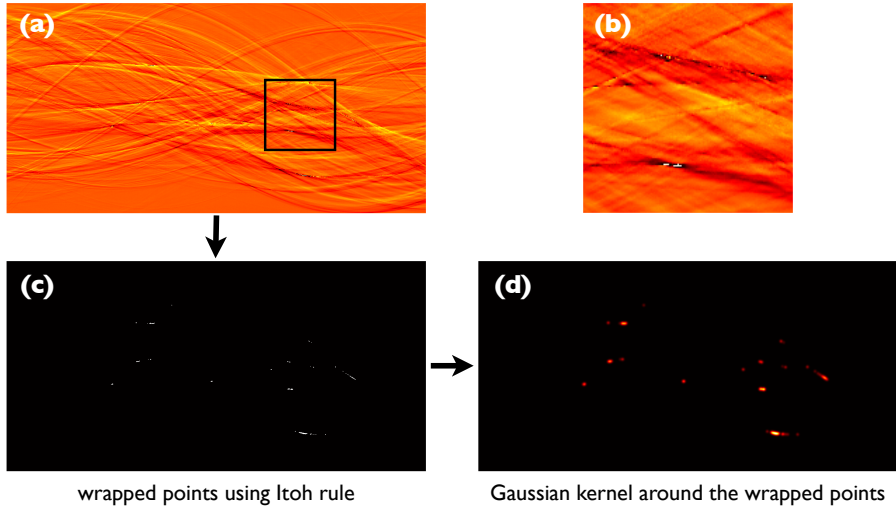 (a)
(b)
(c)
(d)
wrapped points using Itoh rule
Gaussian kernel around the wrapped points